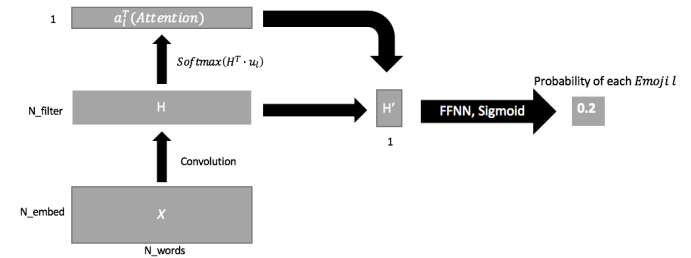 1
a_l^T(Attention)
Softmax(H^T · u_l)
Probability of each Emoji l
N_filter
H
H’
FFNN, Sigmoid
0.2
1
Convolution
N_embed
X
N_words